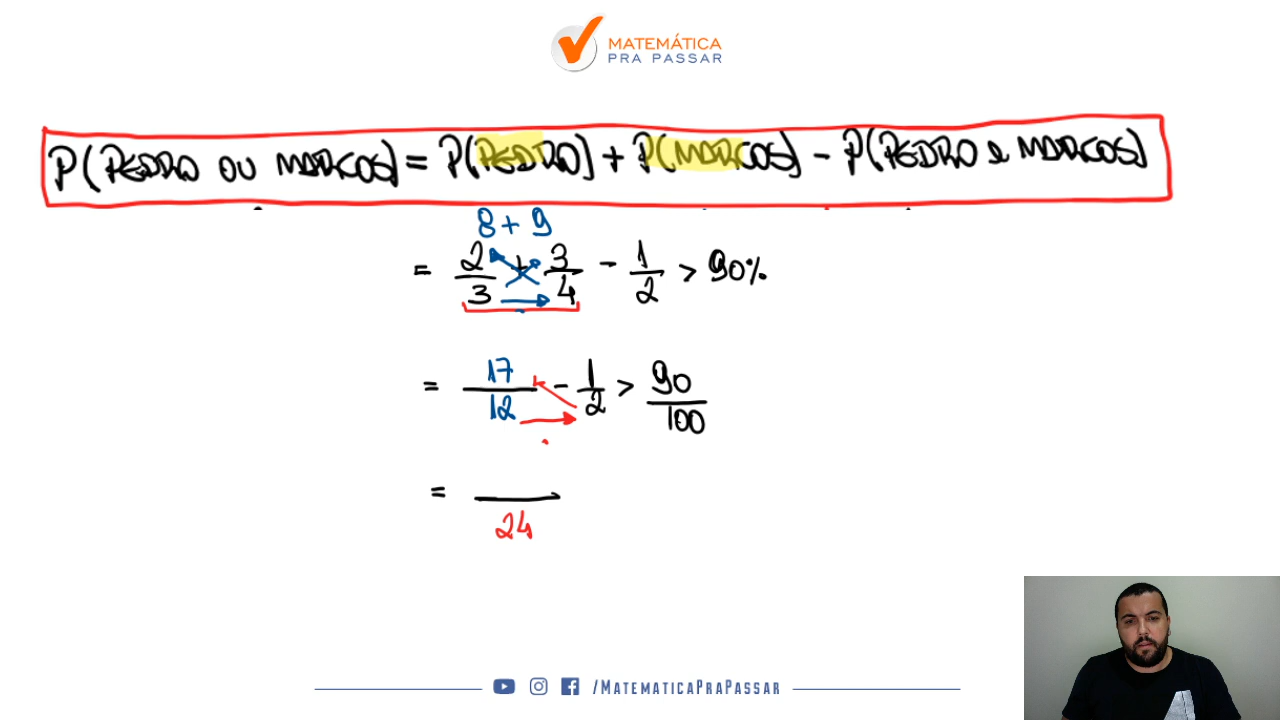 MATEMÁTICA
PRA PASSAR
P(PEDRO OU MARCOS) = P(PEDRO) + P(MARCOS) - P(PEDRO e MARCOS)
8 + 9
= 2/3 + 3/4 - 1/2 > 90%
= 17/12 - 1/2 > 90/100
= /24
/MATEMATICAPRAPASSAR